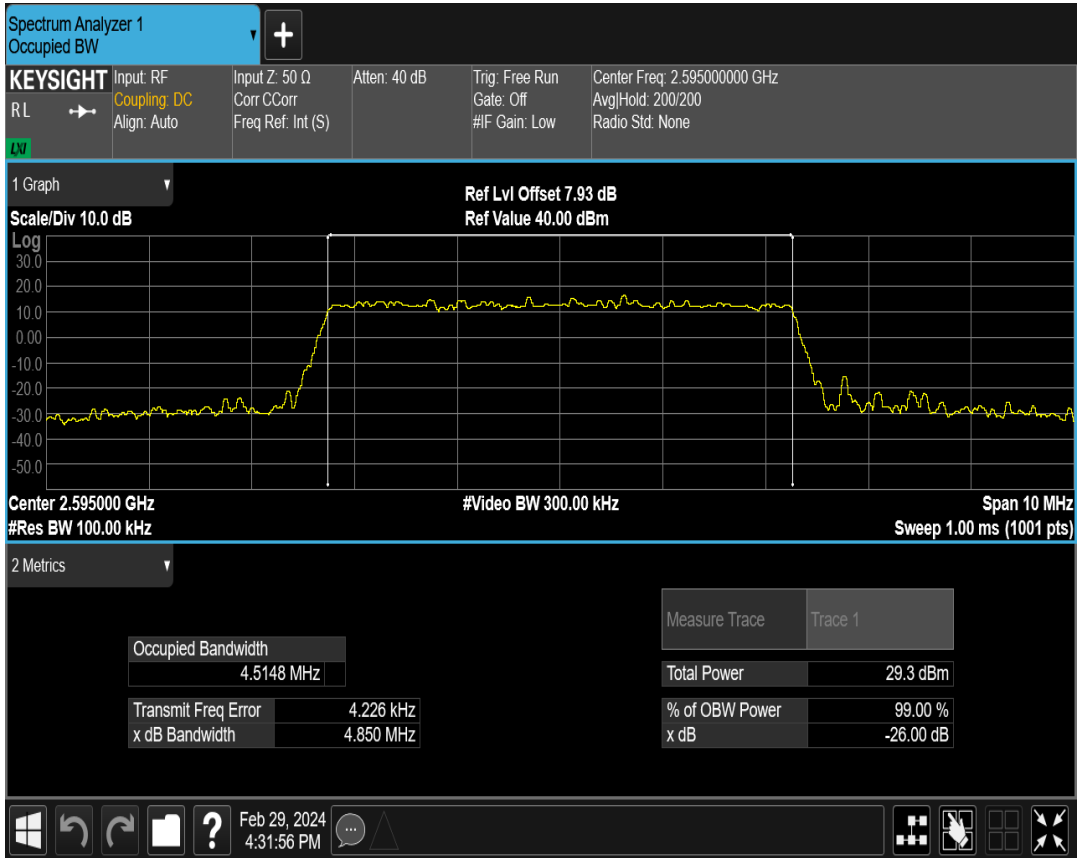 Spectrum Analyzer 1
Occupied BW
KEYSIGHT
R L
LXI
Input: RF
Coupling: DC
Align: Auto
Input Z: 50 Ω
Corr CCorr
Freq Ref: Int (S)
Atten: 40 dB
Trig: Free Run
Gate: Off
#IF Gain: Low
Center Freq: 2.595000000 GHz
Avg|Hold: 200/200
Radio Std: None
1 Graph
Scale/Div 10.0 dB
Ref Lvl Offset 7.93 dB
Ref Value 40.00 dBm
Log
30.0
20.0
10.0
0.00
-10.0
-20.0
-30.0
-40.0
-50.0
Center 2.595000 GHz
#Video BW 300.00 kHz
Span 10 MHz
#Res BW 100.00 kHz
Sweep 1.00 ms (1001 pts)
2 Metrics
Measure Trace Trace 1
Occupied Bandwidth
4.5148 MHz
Total Power 29.3 dBm
Transmit Freq Error 4.226 kHz
% of OBW Power 99.00 %
x dB Bandwidth 4.850 MHz
x dB -26.00 dB
?
Feb 29, 2024
4:31:56 PM